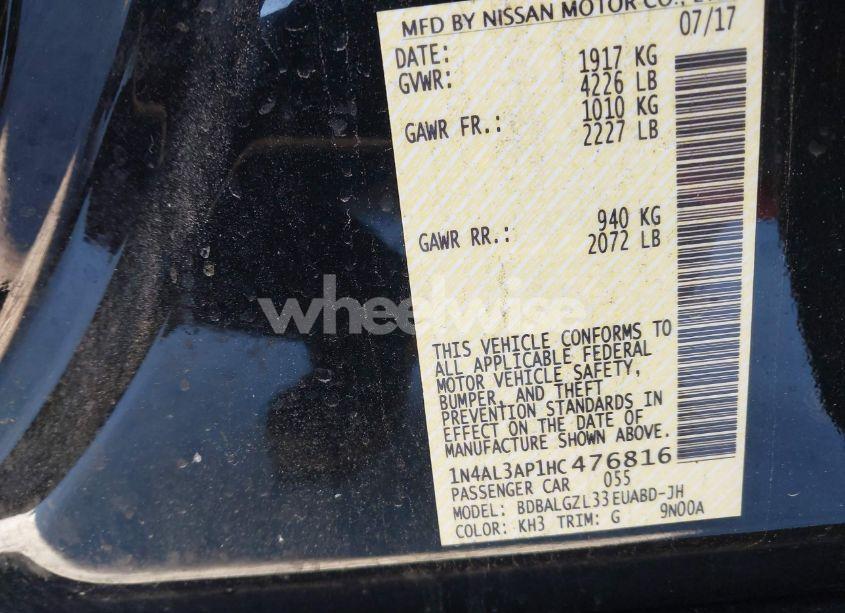 MFD BY NISSAN MOTOR CO., LTD
DATE: 07/17
GVWR: 1917 KG
4226 LB
GAWR FR.: 1010 KG
2227 LB
GAWR RR.: 940 KG
2072 LB
THIS VEHICLE CONFORMS TO
ALL APPLICABLE FEDERAL
MOTOR VEHICLE SAFETY,
BUMPER, AND THEFT
PREVENTION STANDARDS IN
EFFECT ON THE DATE OF
MANUFACTURE SHOWN ABOVE.
1N4AL3AP1HC476816
PASSENGER CAR 055
MODEL: BDBALGZL33EUABD-JH
COLOR: KH3 TRIM: G 9N00A
wheelwise